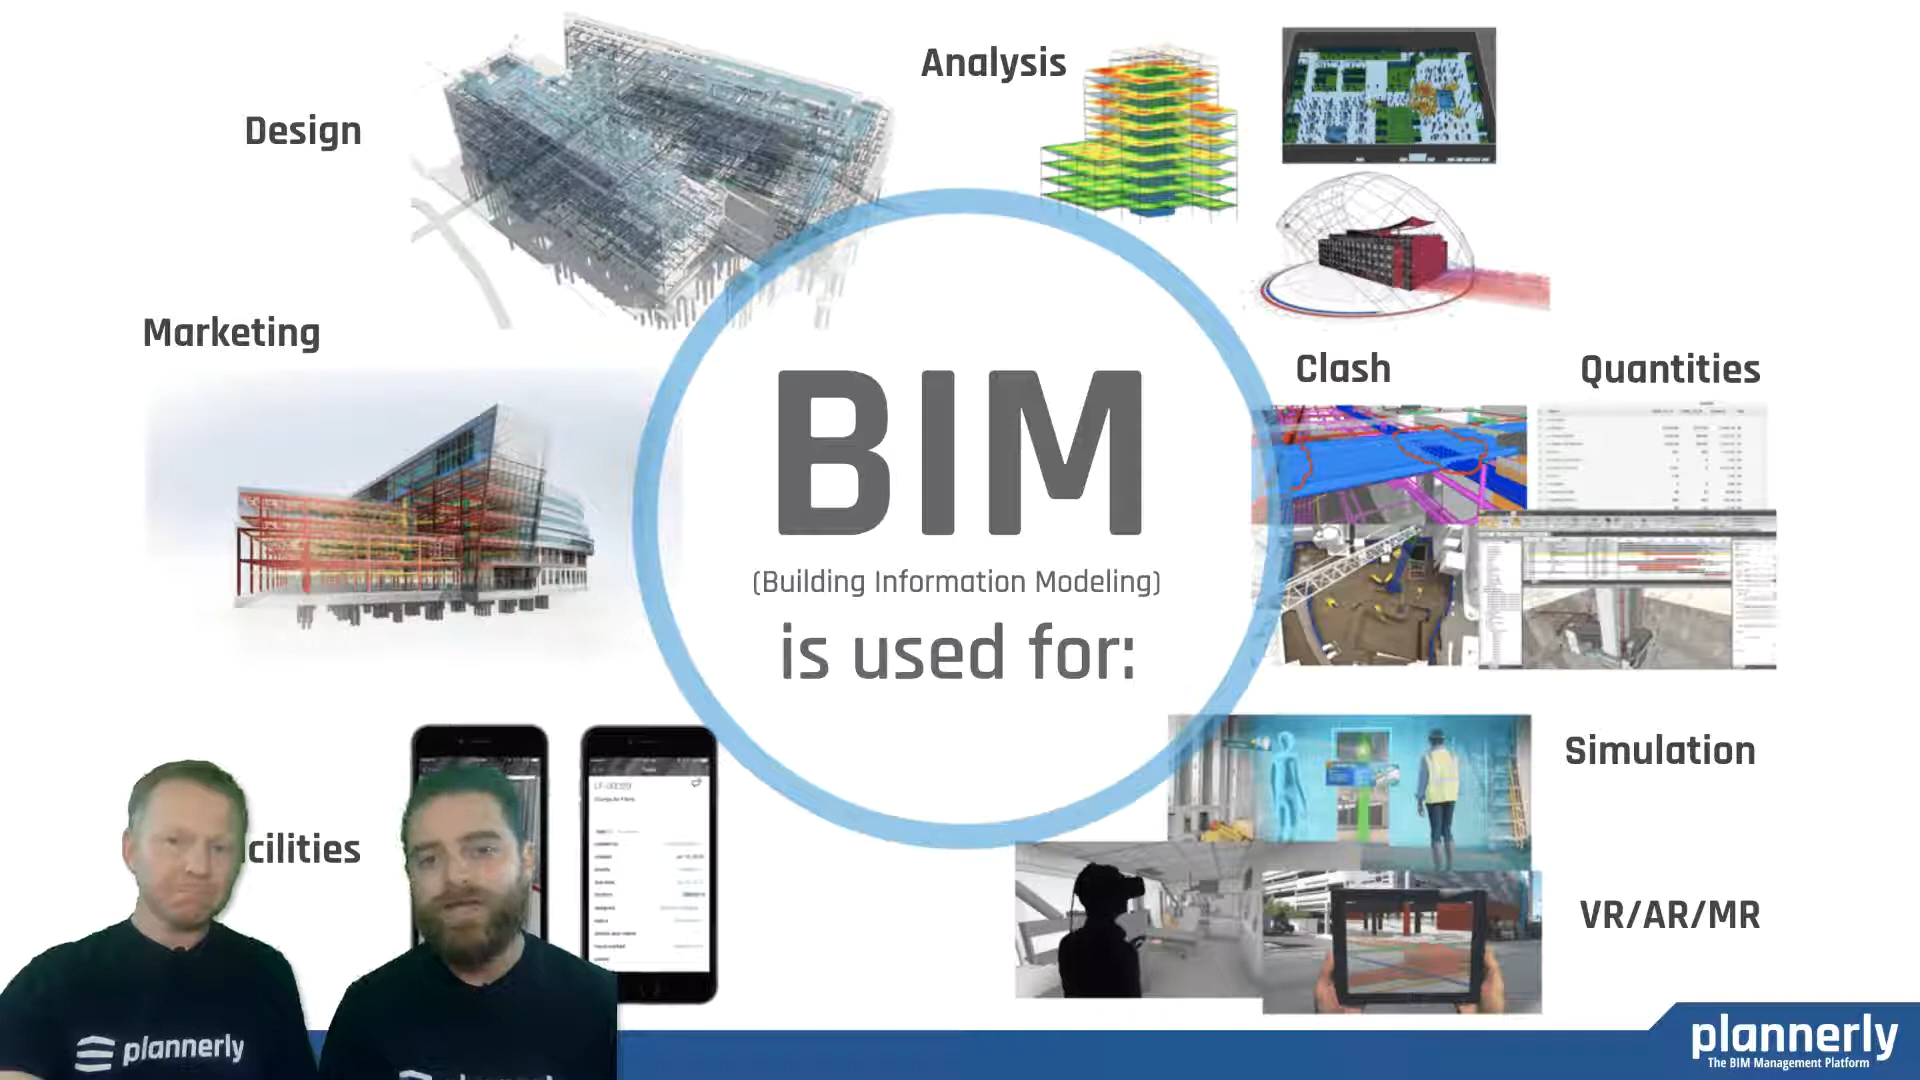 Design
Analysis
Marketing
Clash
Quantities
BIM
(Building Information Modeling)
is used for:
Simulation
cilities
VR/AR/MR
plannerly
plannerly
The BIM Management Platform